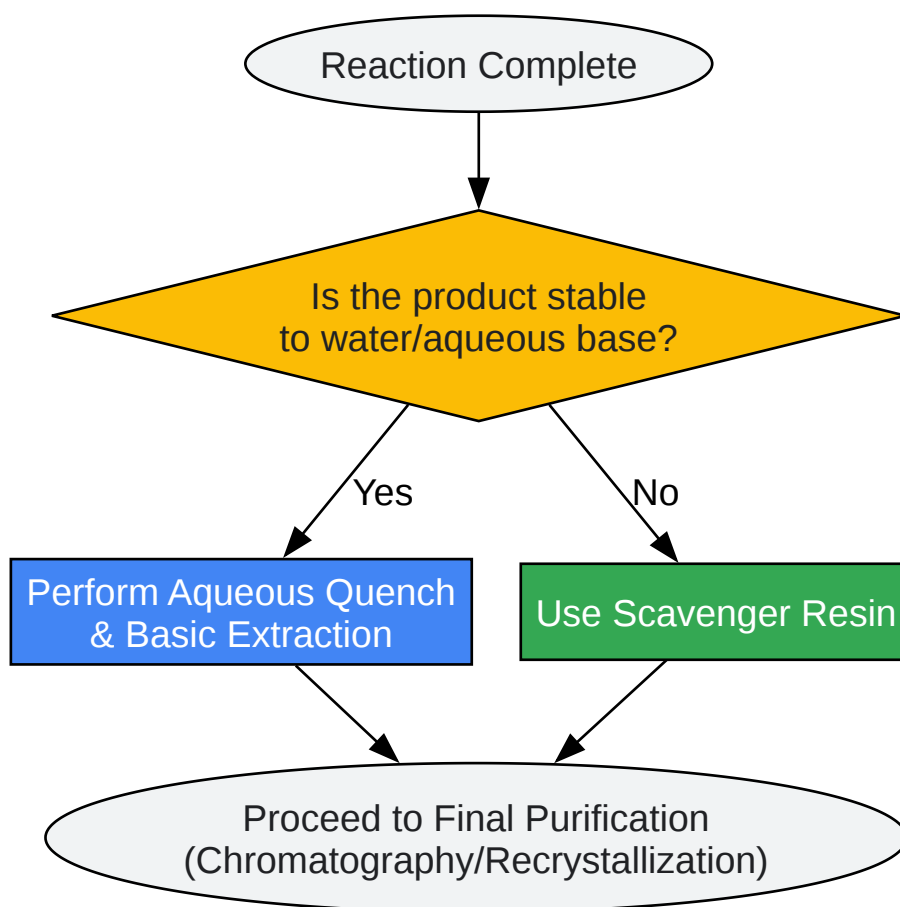 Reaction Complete
Is the product stable
to water/aqueous base?
Yes
No
Perform Aqueous Quench
& Basic Extraction
Use Scavenger Resin
Proceed to Final Purification
(Chromatography/Recrystallization)